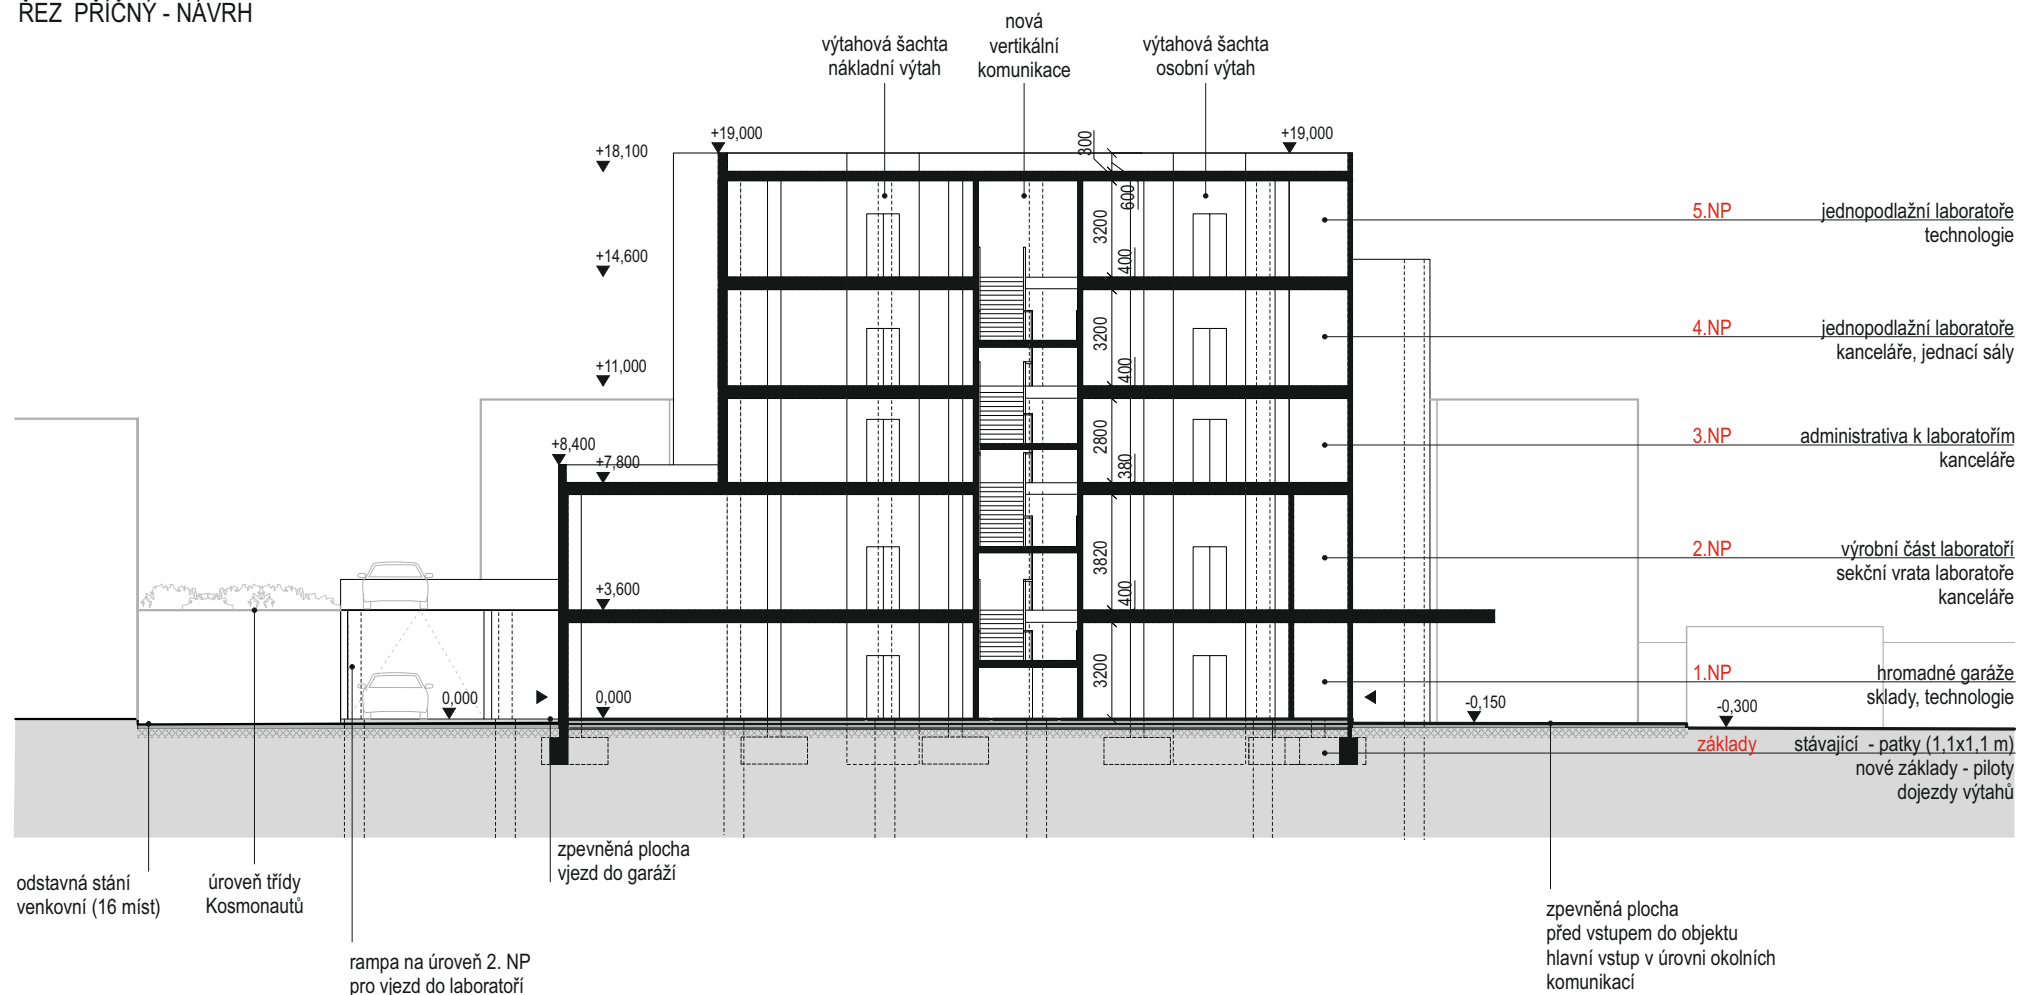 ŘEZ PŘÍČNÝ - NÁVRH
výtahová šachta
nákladní výtah
nová
vertikální
komunikace
výtahová šachta
osobní výtah
+19,000
+19,000
+18,100
300
600
3200
5.NP
jednopodlažní laboratoře
technologie
+14,600
400
3200
4.NP
jednopodlažní laboratoře
kanceláře, jednací sály
+11,000
400
2800
3.NP
administrativa k laboratořím
kanceláře
+8,400
+7,800
380
3820
2.NP
výrobní část laboratoří
sekční vrata laboratoře
kanceláře
+3,600
400
3200
1.NP
hromadné garáže
sklady, technologie
0,000
0,000
-0,150
-0,300
základy
stávající - patky (1,1x1,1 m)
nové základy - piloty
dojezdy výtahů
zpevněná plocha
vjezd do garáží
odstavná stání
venkovní (16 míst)
úroveň třídy
Kosmonautů
rampa na úroveň 2. NP
pro vjezd do laboratoří
zpevněná plocha
před vstupem do objektu
hlavní vstup v úrovni okolních
komunikací